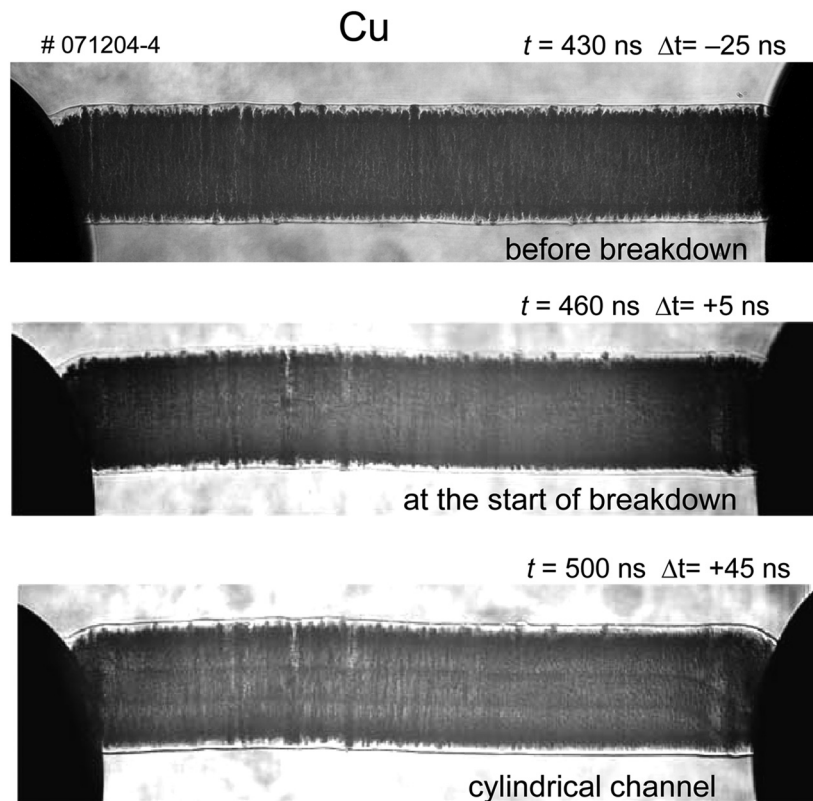 Cu
# 071204-4 t = 430 ns Δt= –25 ns
before breakdown
t = 460 ns Δt= +5 ns
at the start of breakdown
t = 500 ns Δt= +45 ns
cylindrical channel